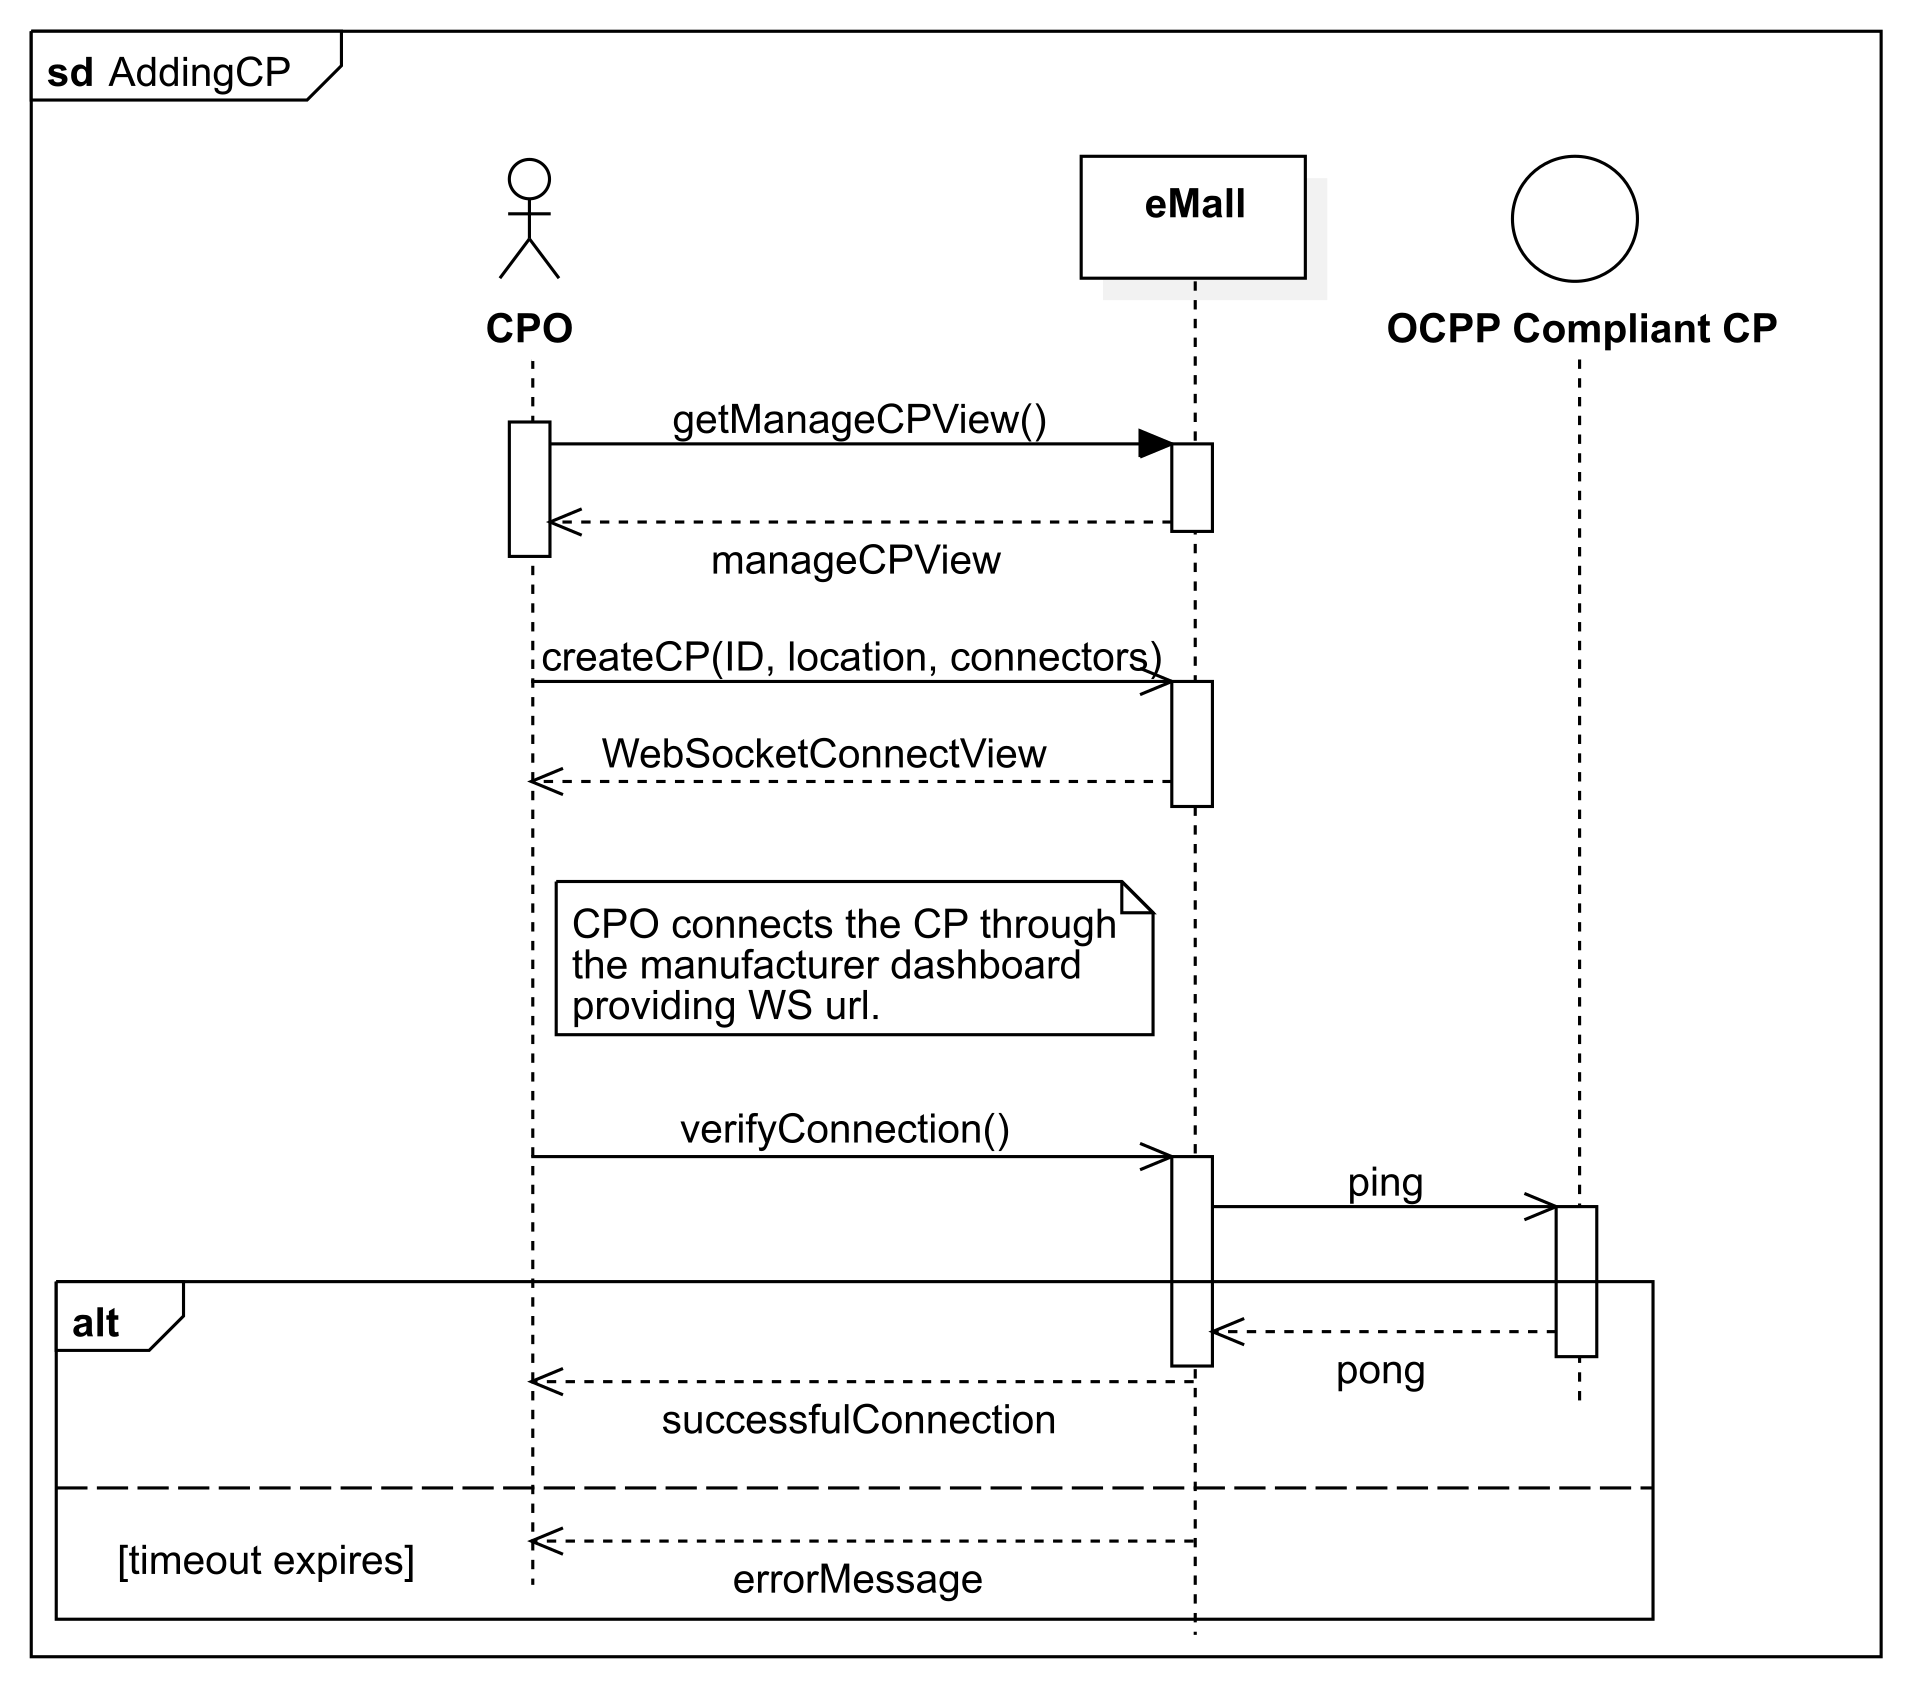 sd AddingCP
eMall
CPO
OCPP Compliant CP
getManageCPView()
manageCPView
createCP(ID, location, connectors)
WebSocketConnectView
CPO connects the CP through
the manufacturer dashboard
providing WS url.
verifyConnection()
ping
alt
pong
successfulConnection
[timeout expires]
errorMessage